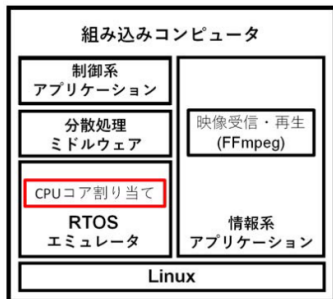 組み込みコンピュータ
制御系
アプリケーション
分散処理
ミドルウェア
CPUコア割り当て
RTOS
エミュレータ
映像受信・再生
(FFmpeg)
情報系
アプリケーション
Linux